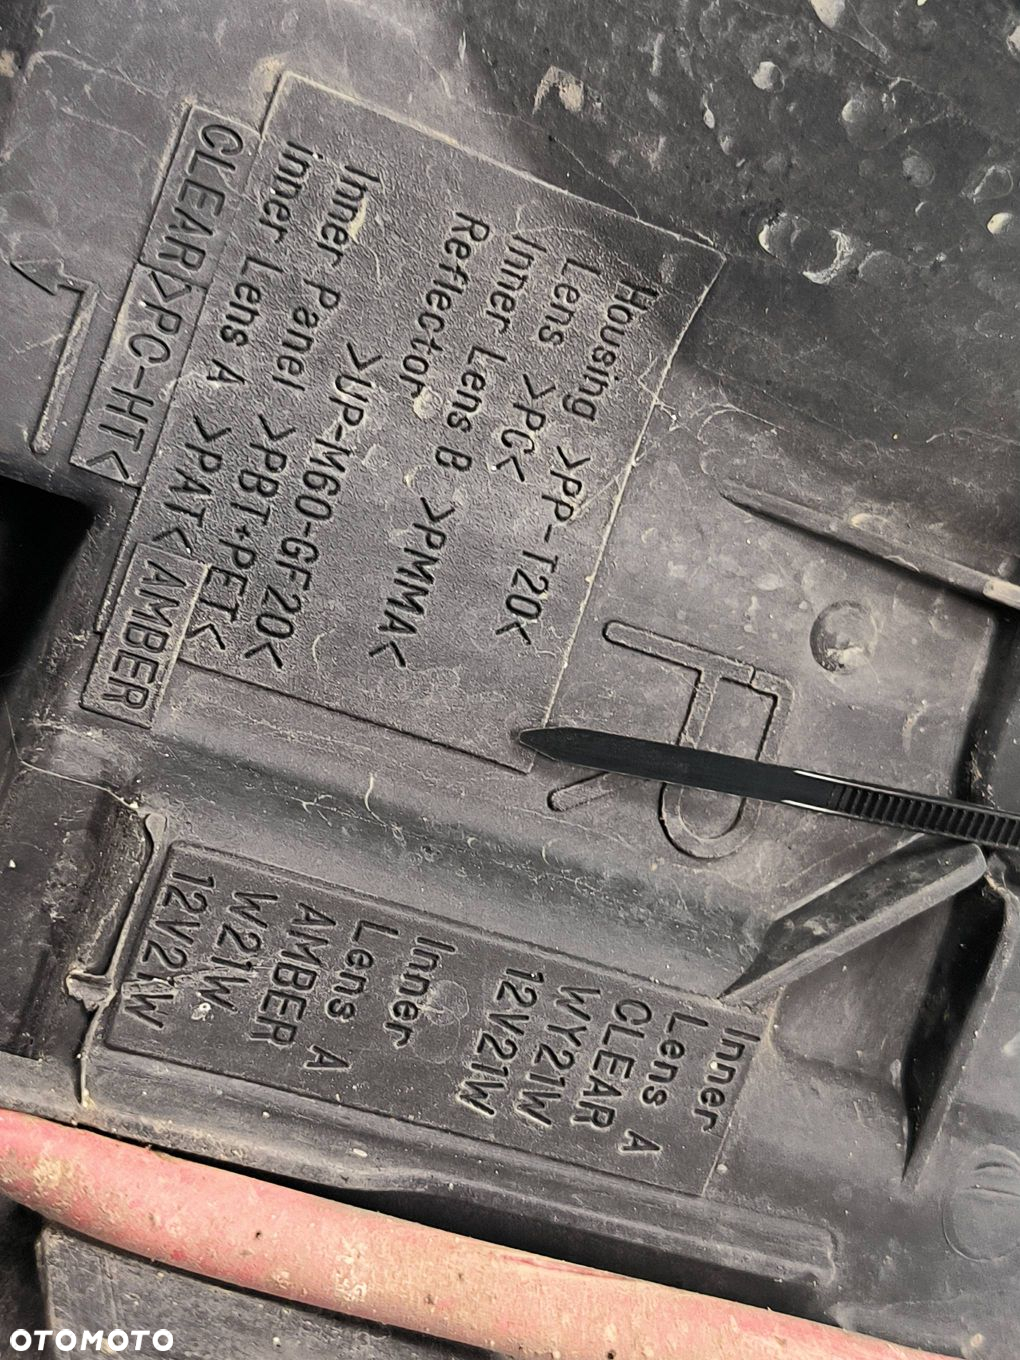 Housing >PP-T20<
Lens >PC<
Inner Lens B >PMMA<
Reflector
>UP-M60-GF20<
Inner Panel >PBT+PET<
Inner Lens A >PAT<
CLEAR >PC-HT<
AMBER
Inner
Lens A
CLEAR
WY21W
12V21W
Inner
Lens A
AMBER
W21W
12V21W
OTOMOTO